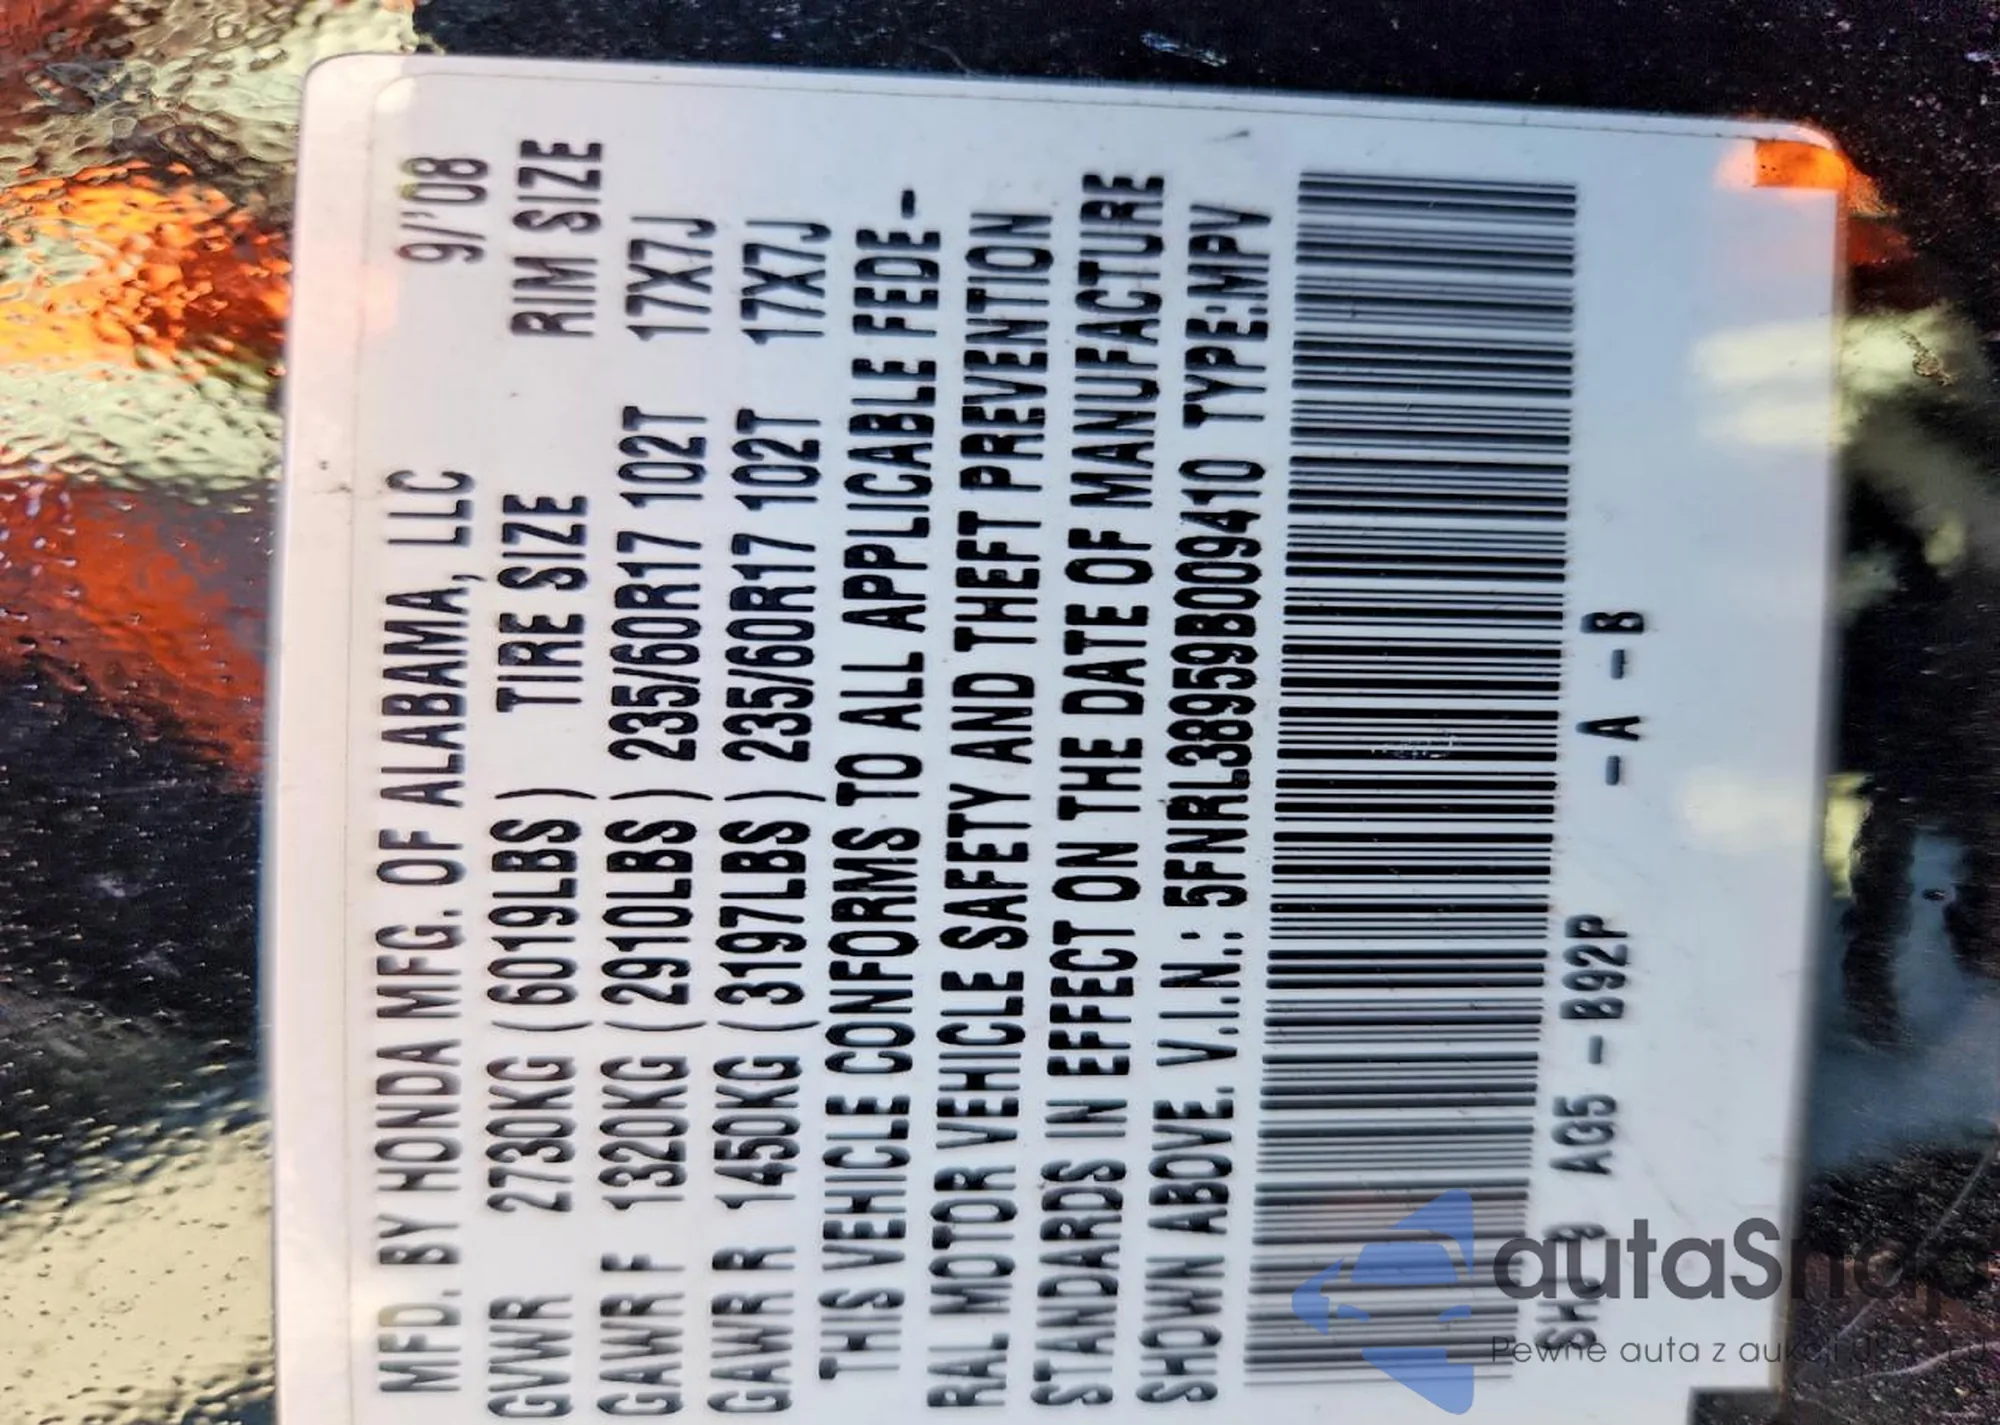 MFD. BY HONDA MFG. OF ALABAMA, LLC 9/'08
GVWR 2730KG (6019LBS) TIRE SIZE RIM SIZE
GAWR F 1320KG (2910LBS) 235/60R17 102T 17X7J
GAWR R 1450KG (3197LBS) 235/60R17 102T 17X7J
THIS VEHICLE CONFORMS TO ALL APPLICABLE FEDE-
RAL MOTOR VEHICLE SAFETY AND THEFT PREVENTION
STANDARDS IN EFFECT ON THE DATE OF MANUFACTURE
SHOWN ABOVE. V.I.N.: 5FNRL38959B009410 TYPE:MPV
AG5 - B92P - A - B
autaSnap
Pewne auta z aukcji